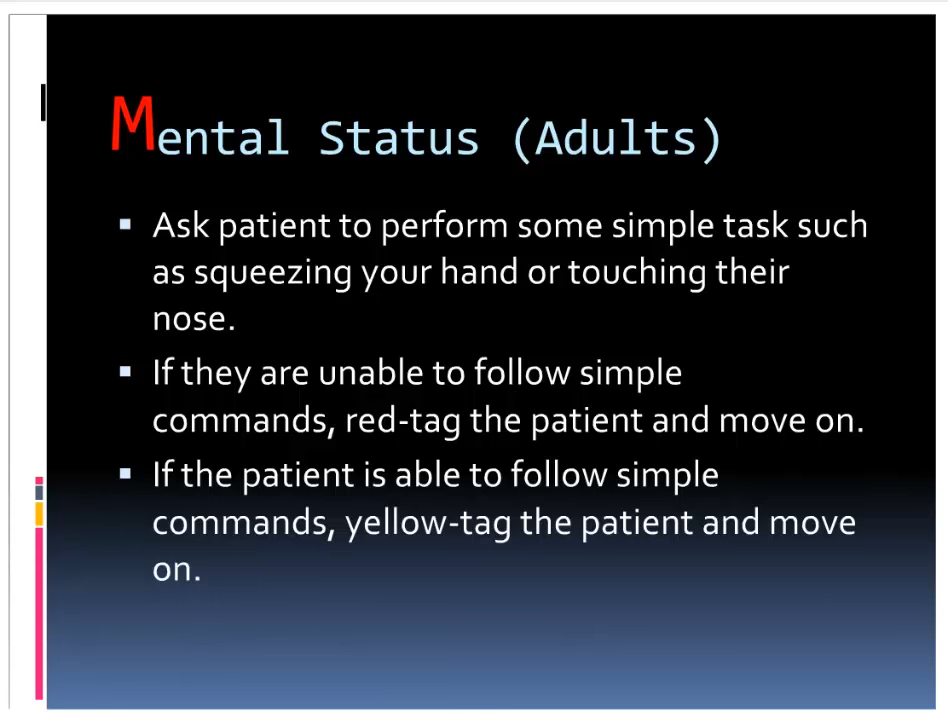 Mental Status (Adults)
▪ Ask patient to perform some simple task such
as squeezing your hand or touching their
nose.
▪ If they are unable to follow simple
commands, red-tag the patient and move on.
▪ If the patient is able to follow simple
commands, yellow-tag the patient and move
on.